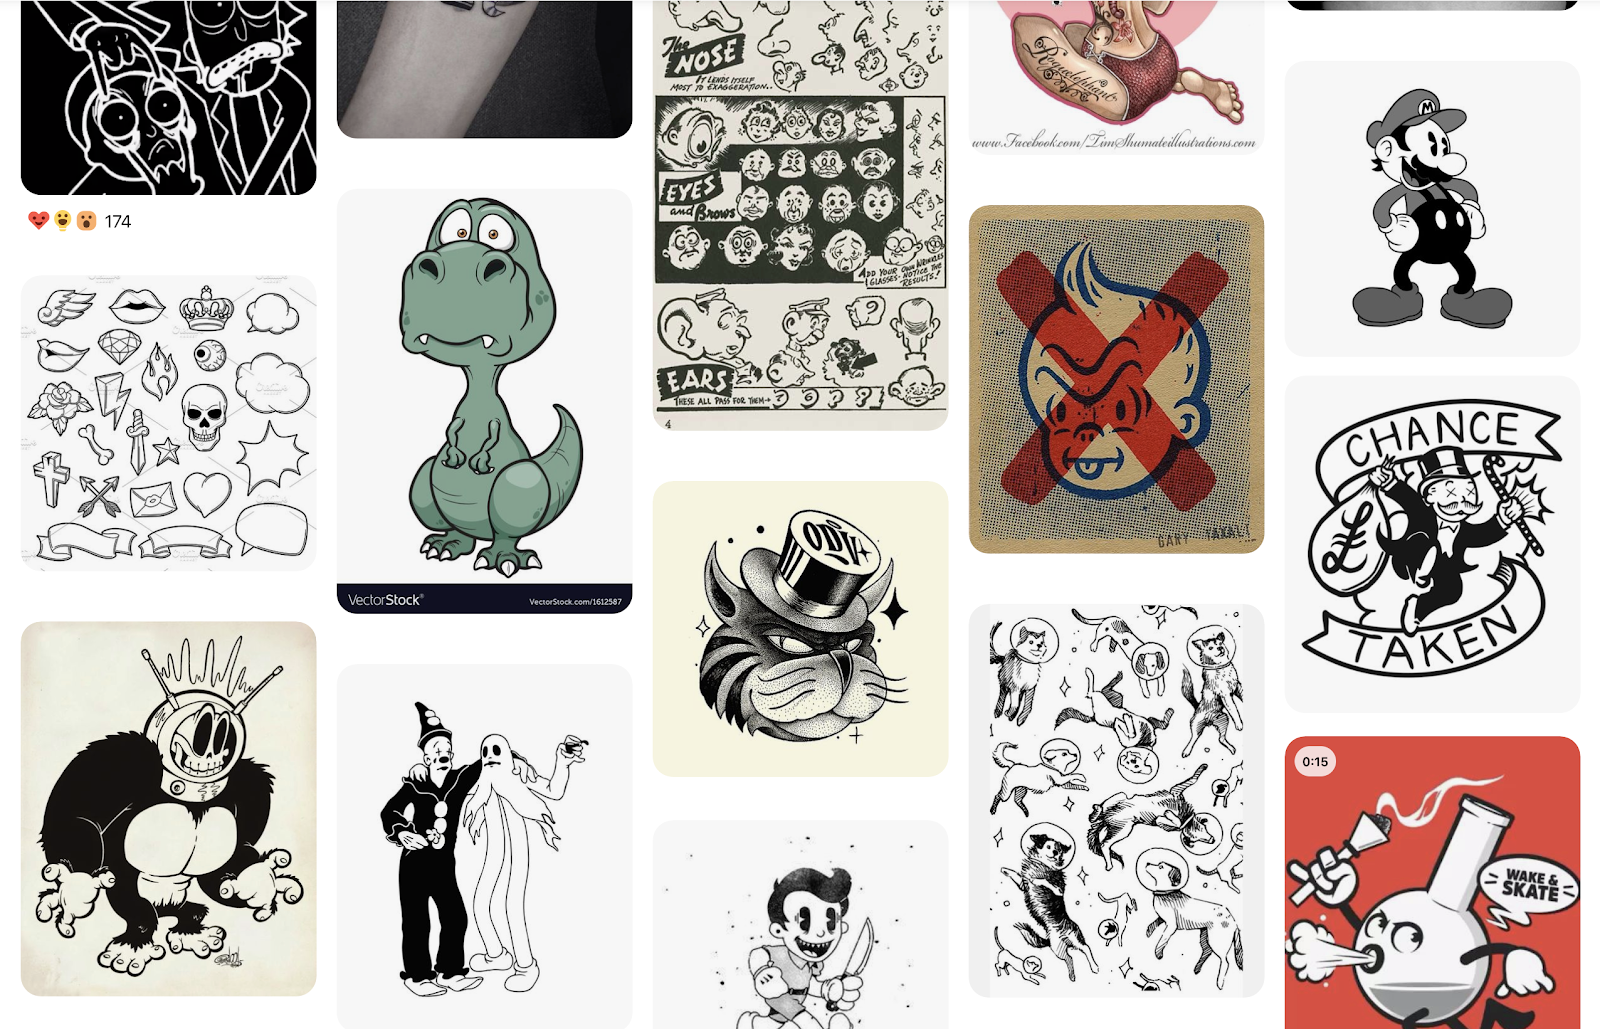 174
VectorStock®
VectorStock.com/1612587
The
NOSE
IT LENDS ITSELF
MOST TO EXAGGERATION..
EYES
and Brows
ADD YOUR OWN WRINKLES
GLASSES-NOTICE THE
RESULTS!
EARS
THESE ALL PASS FOR THEM→
4
ODV
www.Facebook.com/TimShumateillustrations.com
GARY TAXALI
M
CHANCE
£
TAKEN
0:15
WAKE &
SKATE